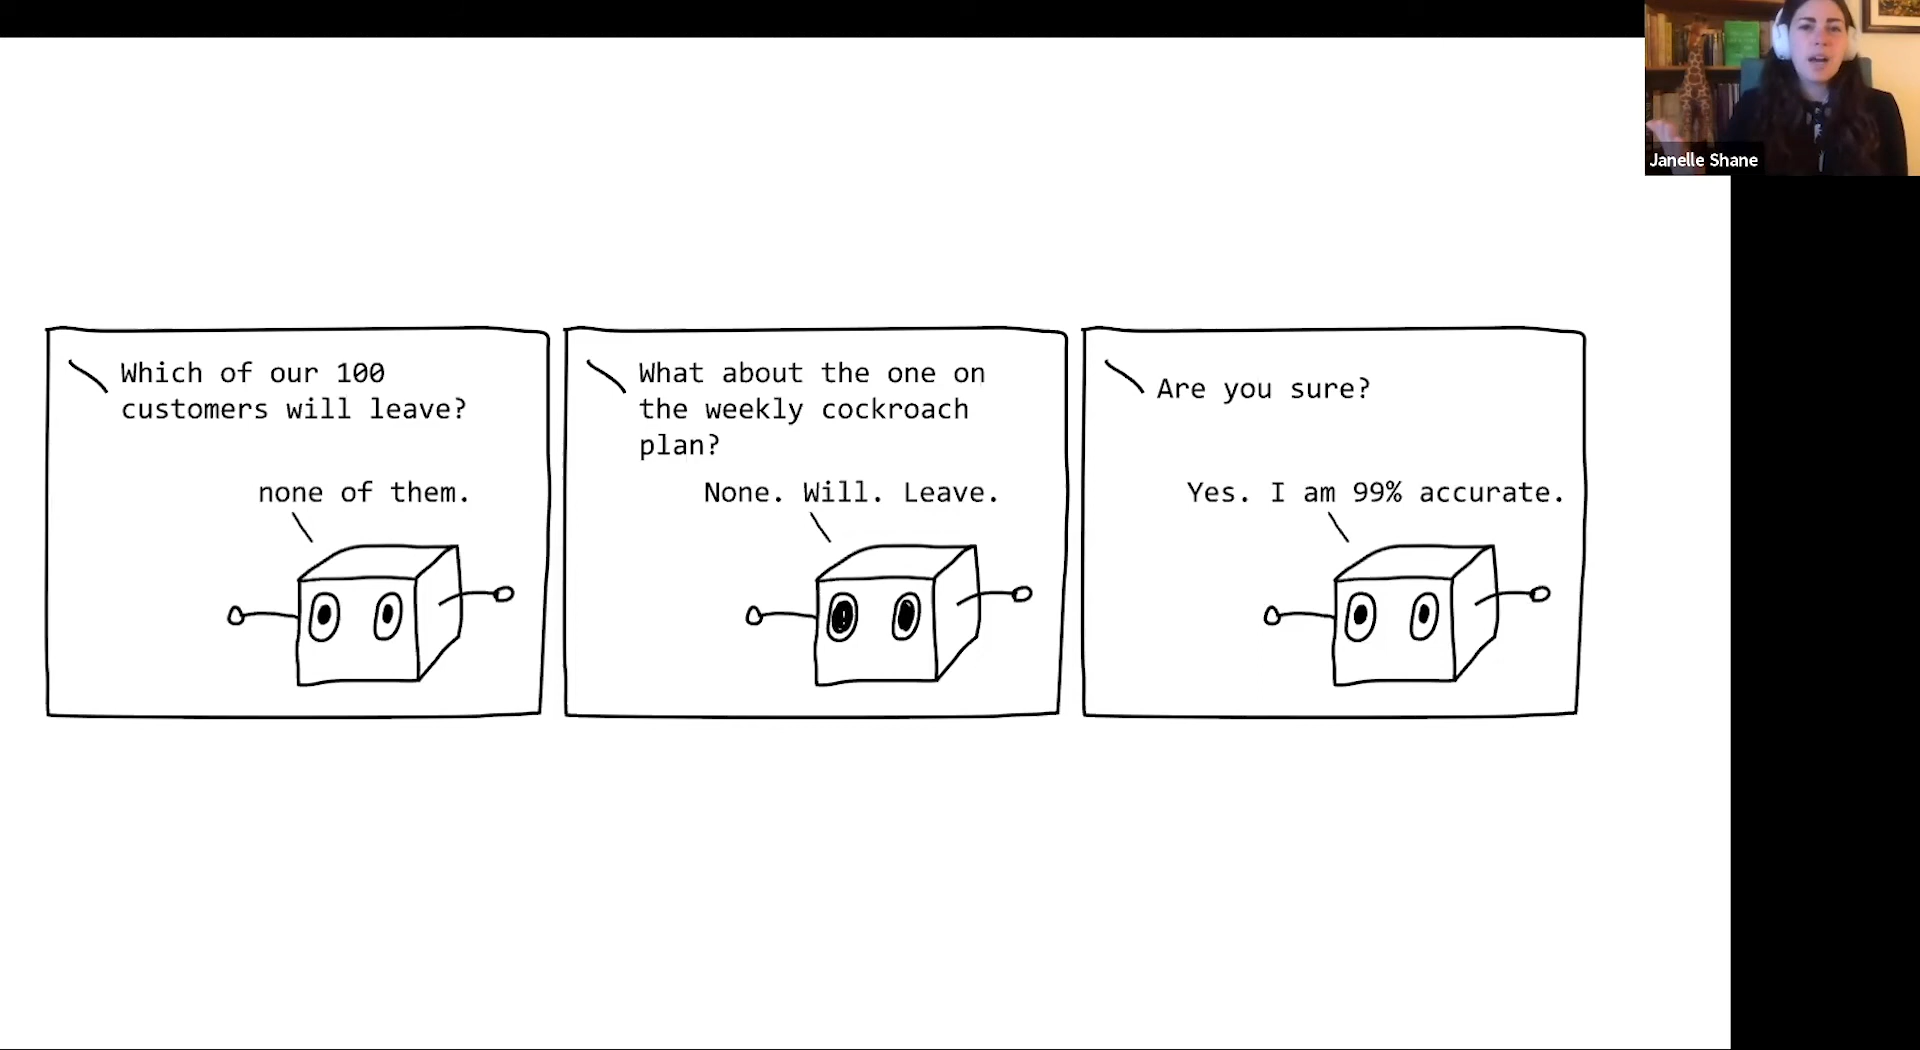 Janelle Shane
Which of our 100
customers will leave?
none of them.
What about the one on
the weekly cockroach
plan?
None. Will. Leave.
Are you sure?
Yes. I am 99% accurate.